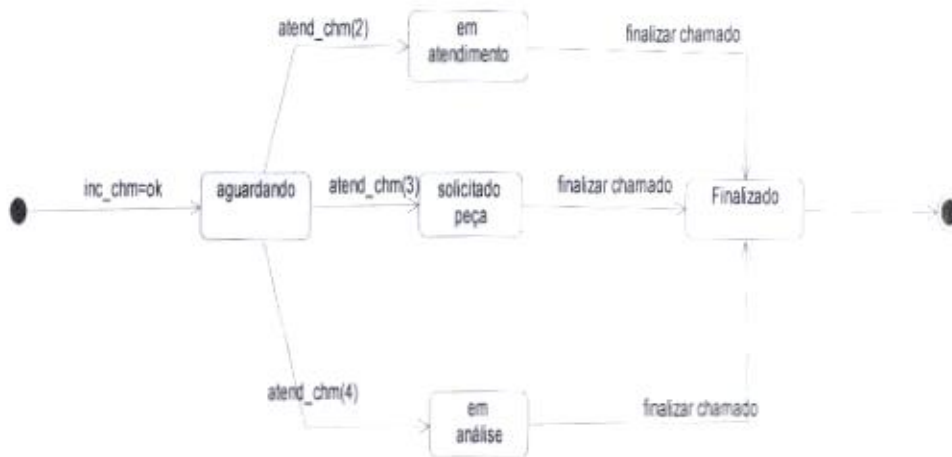 atend_chm(2)
em
atendimento
finalizar chamado
inc_chm=ok
aguardando
atend_chm(3)
solicitado
peça
finalizar chamado
Finalizado
atend_chm(4)
em
análise
finalizar chamado